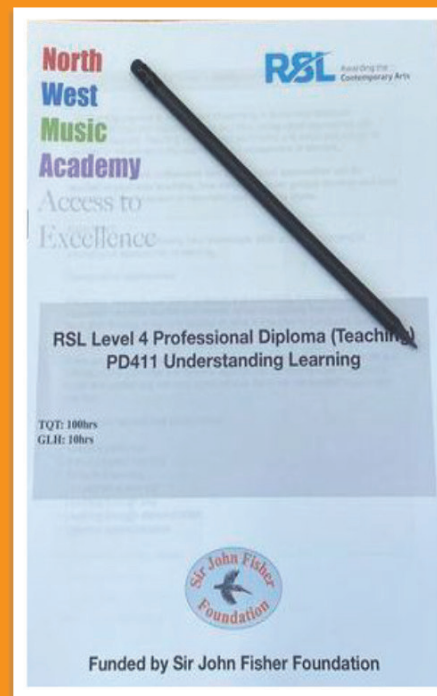 North
West
Music
Academy
Access to
Excellence
RSL Awarding the
Contemporary Arts
RSL Level 4 Professional Diploma (Teaching)
PD411 Understanding Learning
TQT: 100hrs
GLH: 10hrs
Sir John Fisher
Foundation
Funded by Sir John Fisher Foundation